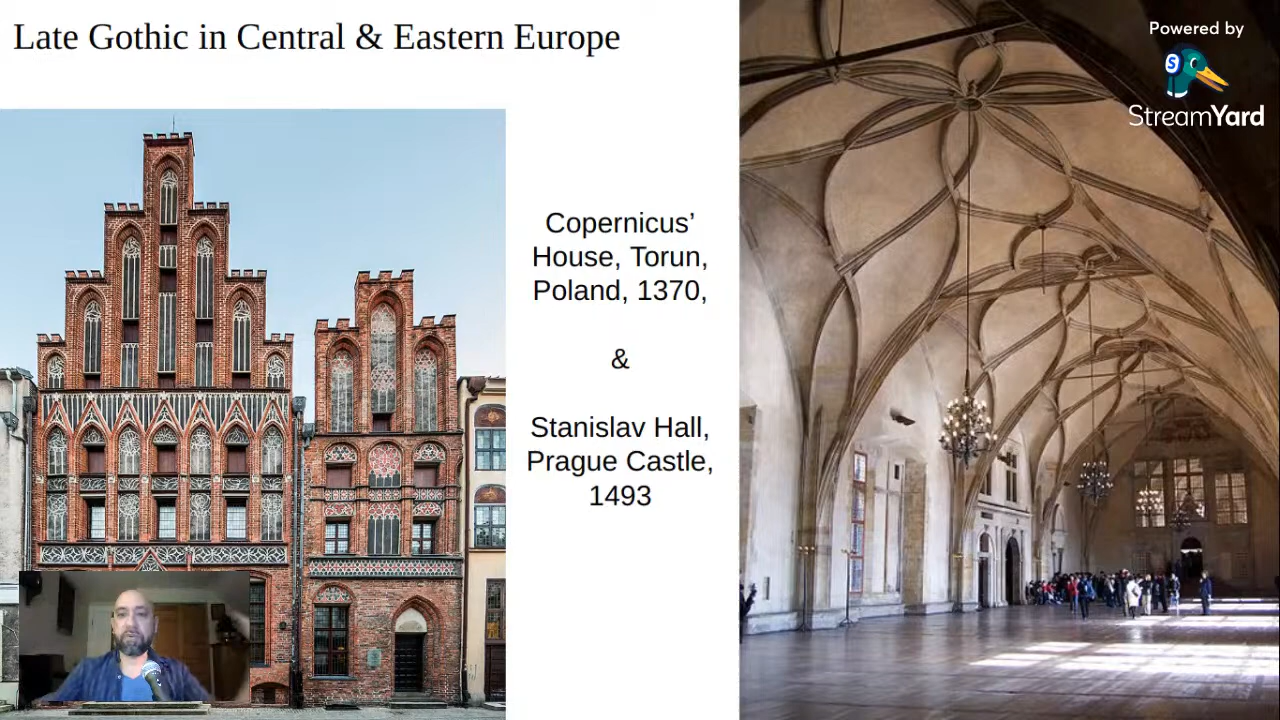 Late Gothic in Central & Eastern Europe
Powered by
S
StreamYard
Copernicus’
House, Torun,
Poland, 1370,
&
Stanislav Hall,
Prague Castle,
1493